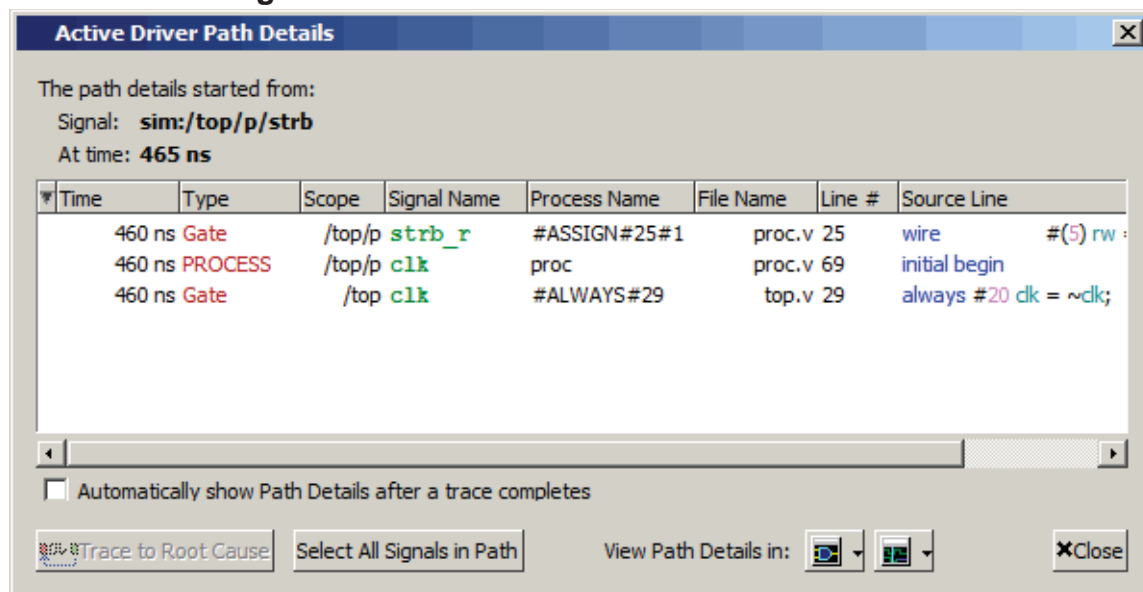 Active Driver Path Details
The path details started from:
Signal: sim:/top/p/strb
At time: 465 ns
Time Type Scope Signal Name Process Name File Name Line # Source Line
460 ns Gate /top/p strb_r #ASSIGN#25#1 proc.v 25 wire #(5) rw
460 ns PROCESS /top/p clk proc proc.v 69 initial begin
460 ns Gate /top clk #ALWAYS#29 top.v 29 always #20 clk = ~clk;
Automatically show Path Details after a trace completes
Trace to Root Cause Select All Signals in Path View Path Details in: Close